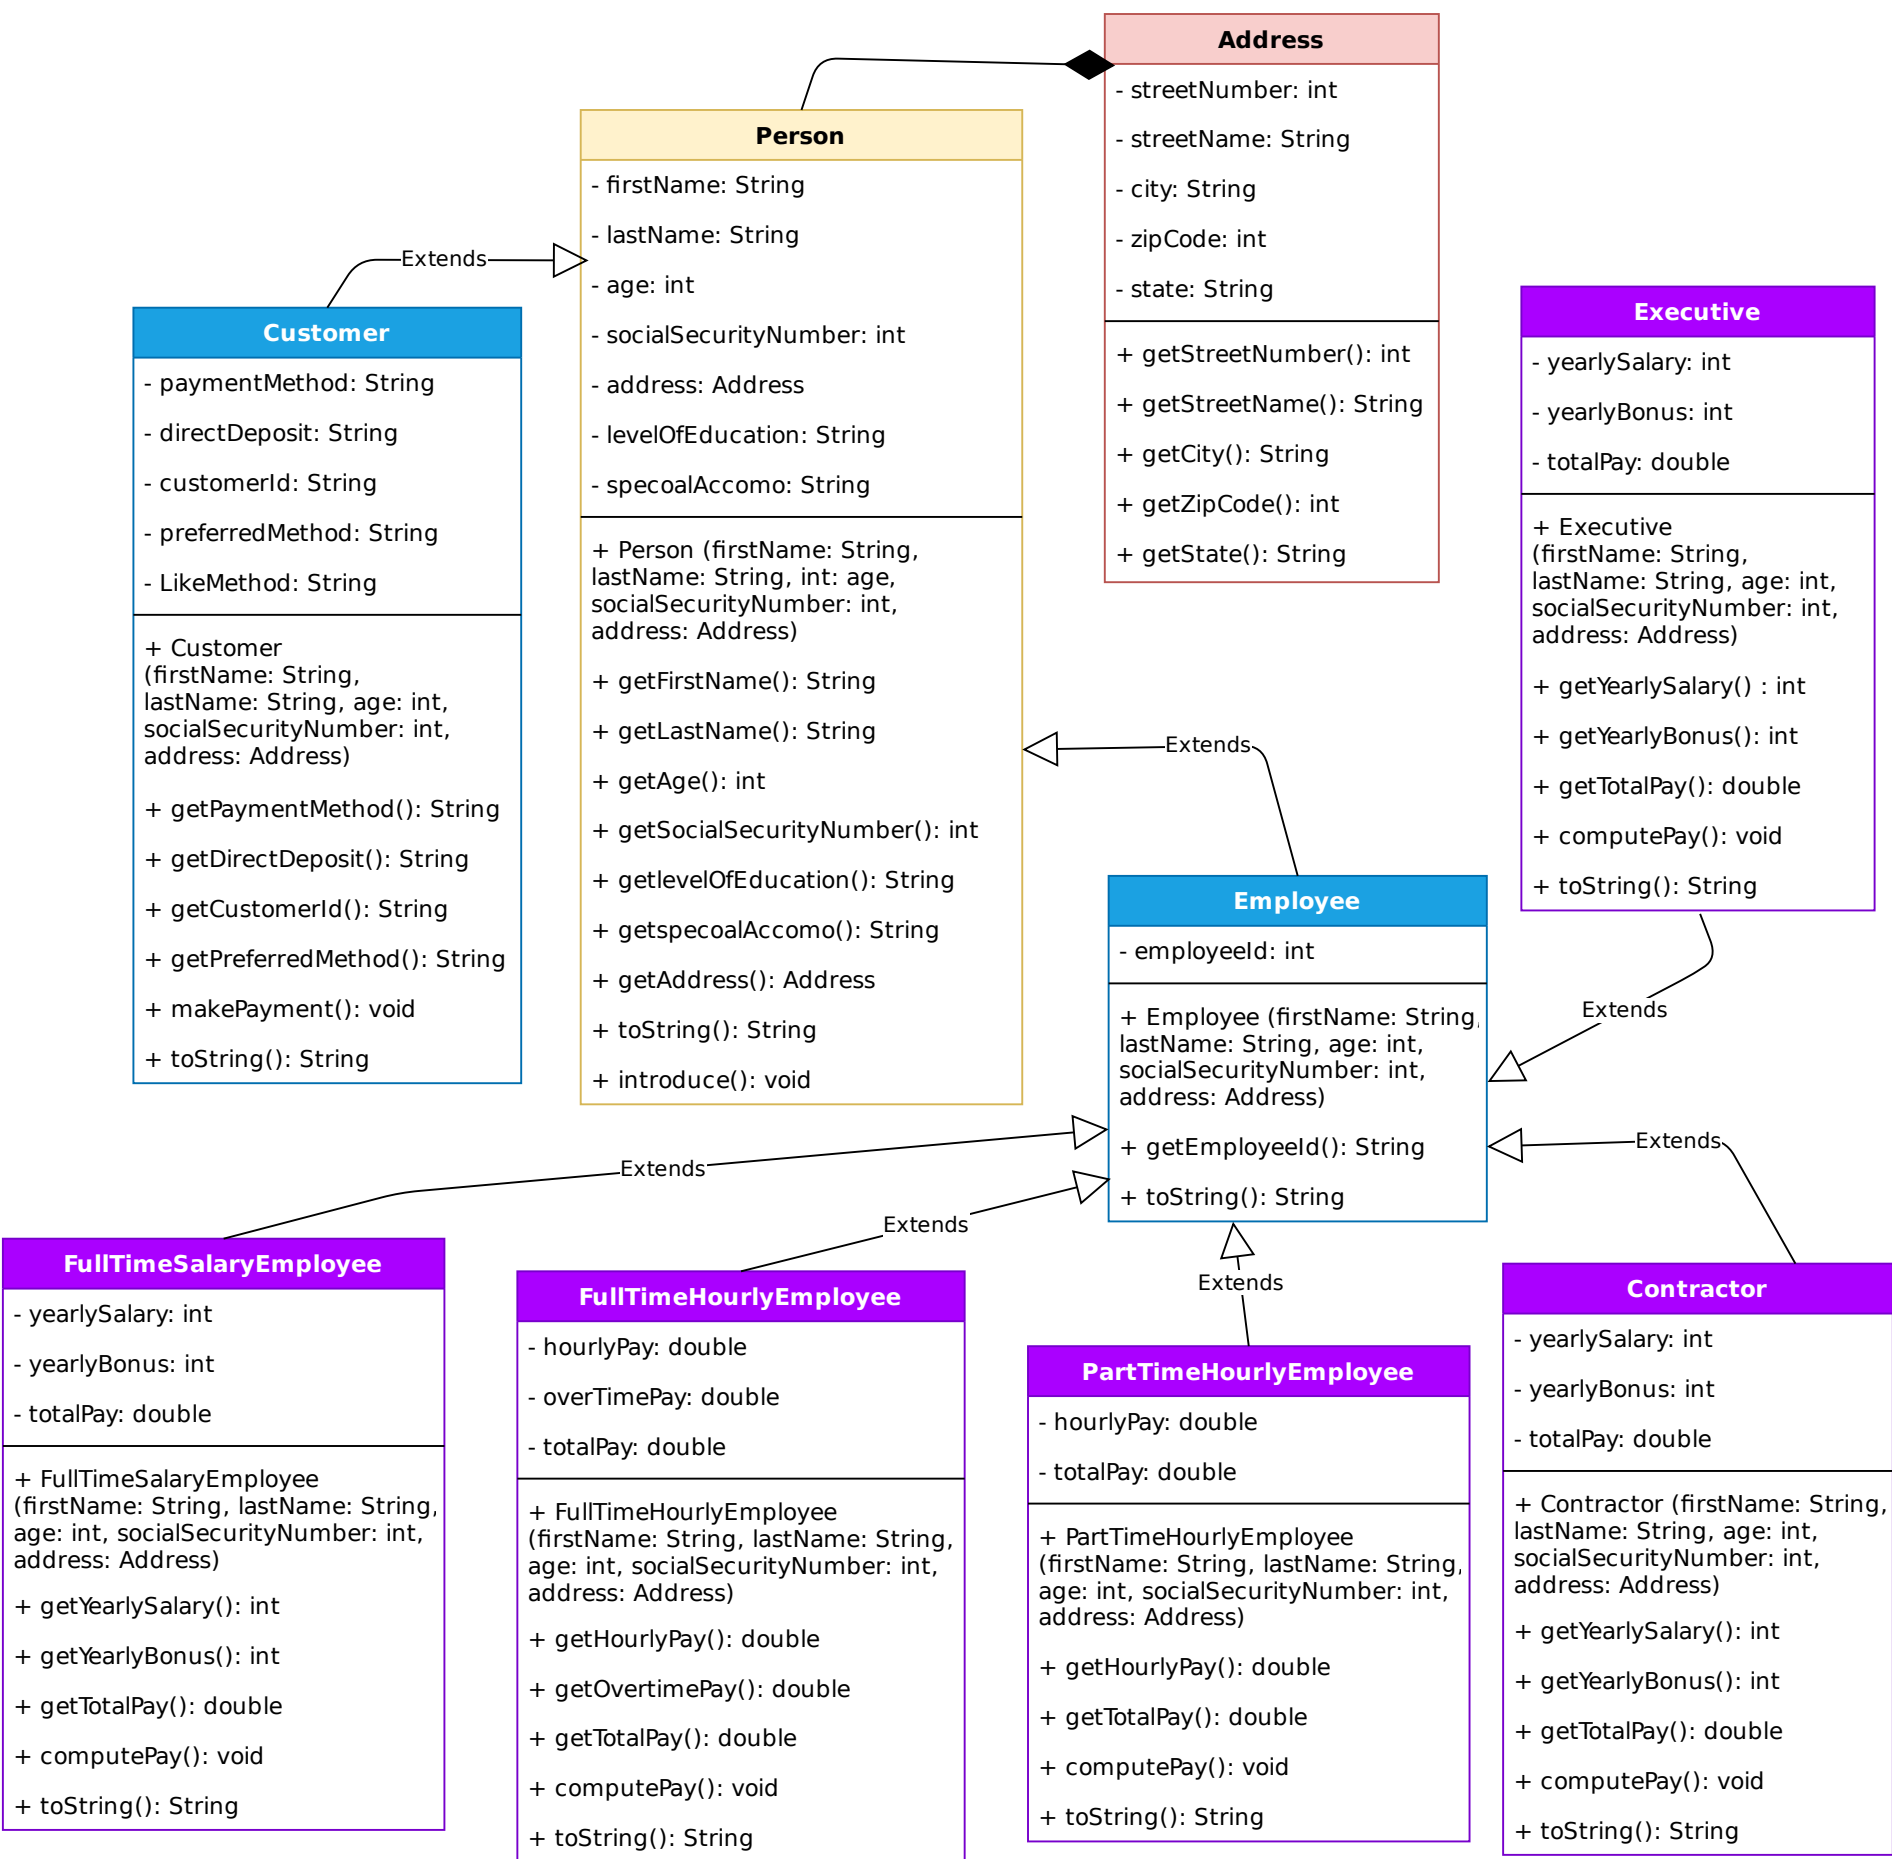 Address
- streetNumber: int
- streetName: String
- city: String
- zipCode: int
- state: String
+ getStreetNumber(): int
+ getStreetName(): String
+ getCity(): String
+ getZipCode(): int
+ getState(): String
Person
- firstName: String
- lastName: String
- age: int
- socialSecurityNumber: int
- address: Address
- levelOfEducation: String
- specoalAccomo: String
+ Person (firstName: String,
lastName: String, int: age,
socialSecurityNumber: int,
address: Address)
+ getFirstName(): String
+ getLastName(): String
+ getAge(): int
+ getSocialSecurityNumber(): int
+ getlevelOfEducation(): String
+ getspecoalAccomo(): String
+ getAddress(): Address
+ toString(): String
+ introduce(): void
Extends
Customer
- paymentMethod: String
- directDeposit: String
- customerId: String
- preferredMethod: String
- LikeMethod: String
+ Customer
(firstName: String,
lastName: String, age: int,
socialSecurityNumber: int,
address: Address)
+ getPaymentMethod(): String
+ getDirectDeposit(): String
+ getCustomerId(): String
+ getPreferredMethod(): String
+ makePayment(): void
+ toString(): String
Executive
- yearlySalary: int
- yearlyBonus: int
- totalPay: double
+ Executive
(firstName: String,
lastName: String, age: int,
socialSecurityNumber: int,
address: Address)
+ getYearlySalary() : int
+ getYearlyBonus(): int
+ getTotalPay(): double
+ computePay(): void
+ toString(): String
Extends
Employee
- employeeId: int
+ Employee (firstName: String,
lastName: String, age: int,
socialSecurityNumber: int,
address: Address)
+ getEmployeeId(): String
+ toString(): String
Extends
Extends
Extends
Extends
Extends
FullTimeSalaryEmployee
- yearlySalary: int
- yearlyBonus: int
- totalPay: double
+ FullTimeSalaryEmployee
(firstName: String, lastName: String,
age: int, socialSecurityNumber: int,
address: Address)
+ getYearlySalary(): int
+ getYearlyBonus(): int
+ getTotalPay(): double
+ computePay(): void
+ toString(): String
FullTimeHourlyEmployee
- hourlyPay: double
- overTimePay: double
- totalPay: double
+ FullTimeHourlyEmployee
(firstName: String, lastName: String,
age: int, socialSecurityNumber: int,
address: Address)
+ getHourlyPay(): double
+ getOvertimePay(): double
+ getTotalPay(): double
+ computePay(): void
+ toString(): String
PartTimeHourlyEmployee
- hourlyPay: double
- totalPay: double
+ PartTimeHourlyEmployee
(firstName: String, lastName: String,
age: int, socialSecurityNumber: int,
address: Address)
+ getHourlyPay(): double
+ getTotalPay(): double
+ computePay(): void
+ toString(): String
Contractor
- yearlySalary: int
- yearlyBonus: int
- totalPay: double
+ Contractor (firstName: String,
lastName: String, age: int,
socialSecurityNumber: int,
address: Address)
+ getYearlySalary(): int
+ getYearlyBonus(): int
+ getTotalPay(): double
+ computePay(): void
+ toString(): String